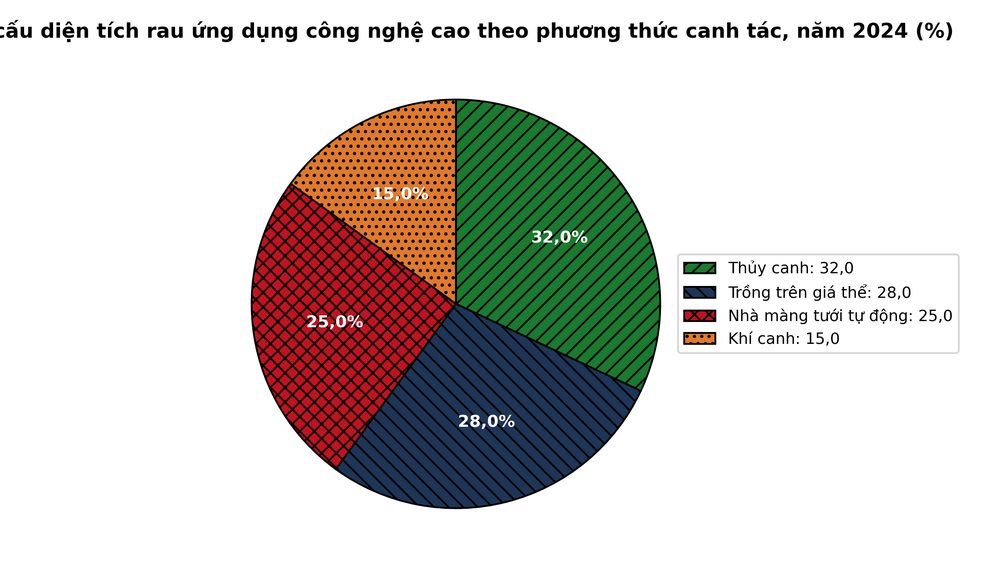 cấu diện tích rau ứng dụng công nghệ cao theo phương thức canh tác, năm 2024 (%)
15,0%
32,0%
25,0%
28,0%
Thủy canh: 32,0
Trồng trên giá thể: 28,0
Nhà màng tưới tự động: 25,0
Khí canh: 15,0